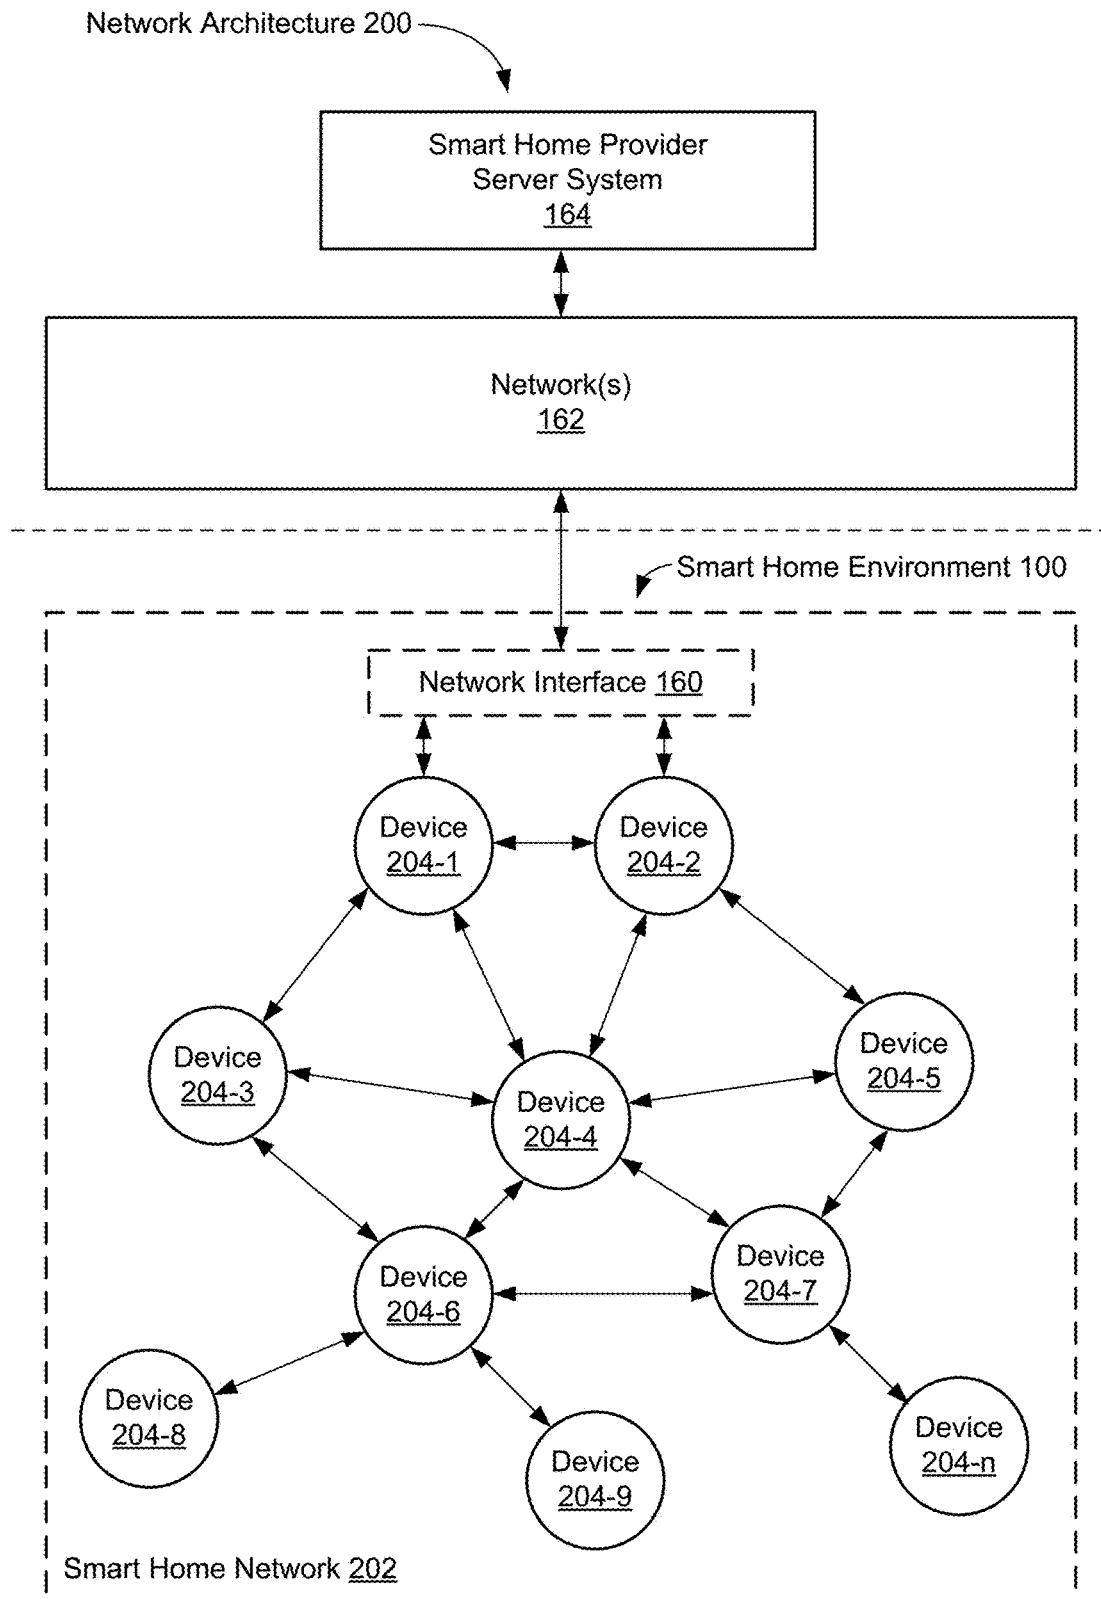 Network Architecture 200
Smart Home Provider
Server System
164
Network(s)
162
Smart Home Environment 100
Network Interface 160
Device
204-1
Device
204-2
Device
204-3
Device
204-4
Device
204-5
Device
204-6
Device
204-7
Device
204-8
Device
204-9
Device
204-n
Smart Home Network 202